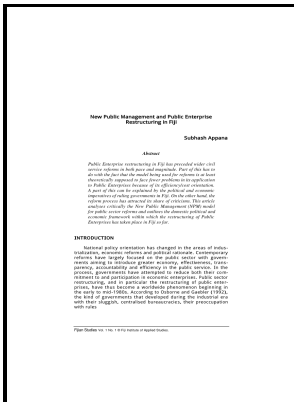 New Public Management and Public Enterprise
Restructuring in Fiji
Subhash Appana
Abstract
Public Enterprise restructuring in Fiji has preceded wider civil
service reforms in both pace and magnitude. Part of this has to
do with the fact that the model being used for reforms is at least
theoretically supposed to face fewer problems in its application
to Public Enterprises because of its efficiency/cost orientation.
A part of this can be explained by the political and economic
imperatives of ruling governments in Fiji. On the other hand, the
reform process has attracted its share of criticisms. This article
analyses critically the New Public Management (NPM) model
for public sector reforms and outlines the domestic political and
economic framework within which the restructuring of Public
Enterprises has taken place in Fiji so far.
INTRODUCTION
National policy orientation has changed in the areas of indus-
trialization, economic reforms and political rationale. Contemporary
reforms have largely focused on the public sector with govern-
ments aiming to introduce greater economy, effectiveness, trans-
parency, accountability and efficiency in the public service. In the
process, governments have attempted to reduce both their com-
mitment to and participation in economic enterprises. Public sector
restructuring, and in particular the restructuring of public enter-
prises, have thus become a worldwide phenomenon beginning in
the early to mid-1980s. According to Osborne and Gaebler (1992),
the kind of governments that developed during the industrial era
with their sluggish, centralised bureaucracies, their preoccupation
with rules
Fijian Studies Vol. 1 No. 1 © Fiji Institute of Applied Studies.